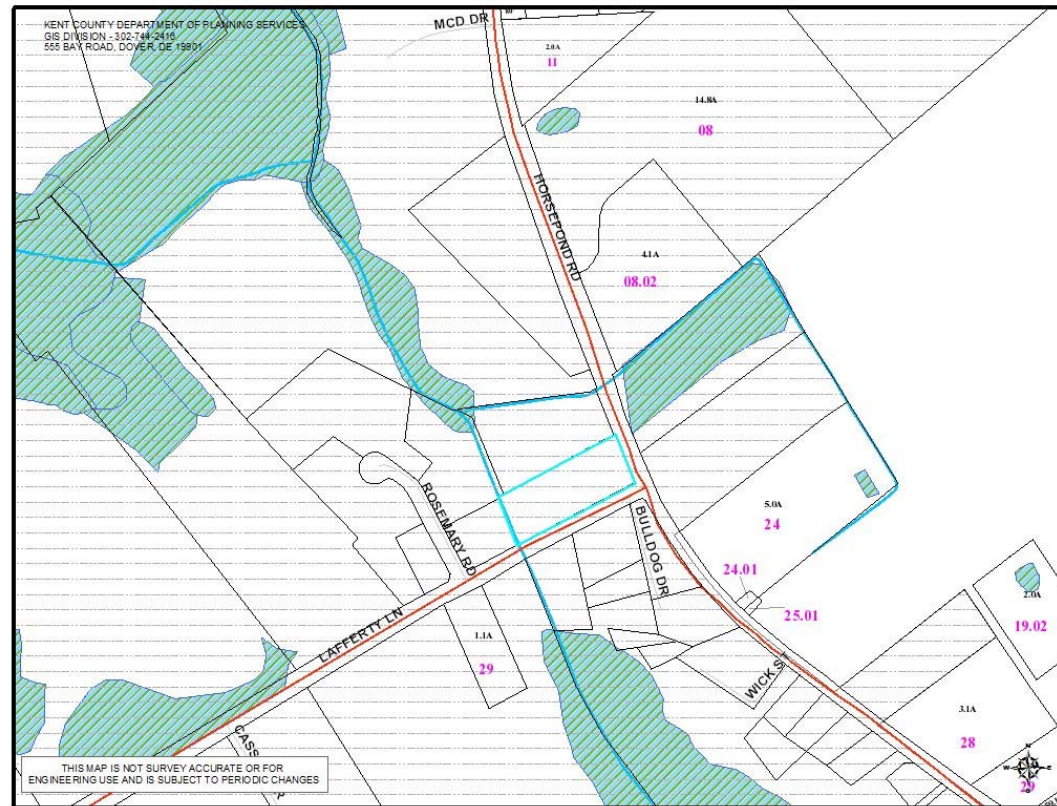 KENT COUNTY DEPARTMENT OF PLANNING SERVICES
GIS DIVISION - 302-744-2416
555 BAY ROAD, DOVER, DE 19901
MCD DR
2.0A
11
14.8A
08
HORSEPOND RD
4.1A
08.02
ROSEMARY RD
BULLDOG DR
5.0A
24
24.01
25.01
2.0A
19.02
LAFFERTY LN
1.1A
29
WICK S
3.1A
28
CASS
N
W
E
S
29
THIS MAP IS NOT SURVEY ACCURATE OR FOR
ENGINEERING USE AND IS SUBJECT TO PERIODIC CHANGES